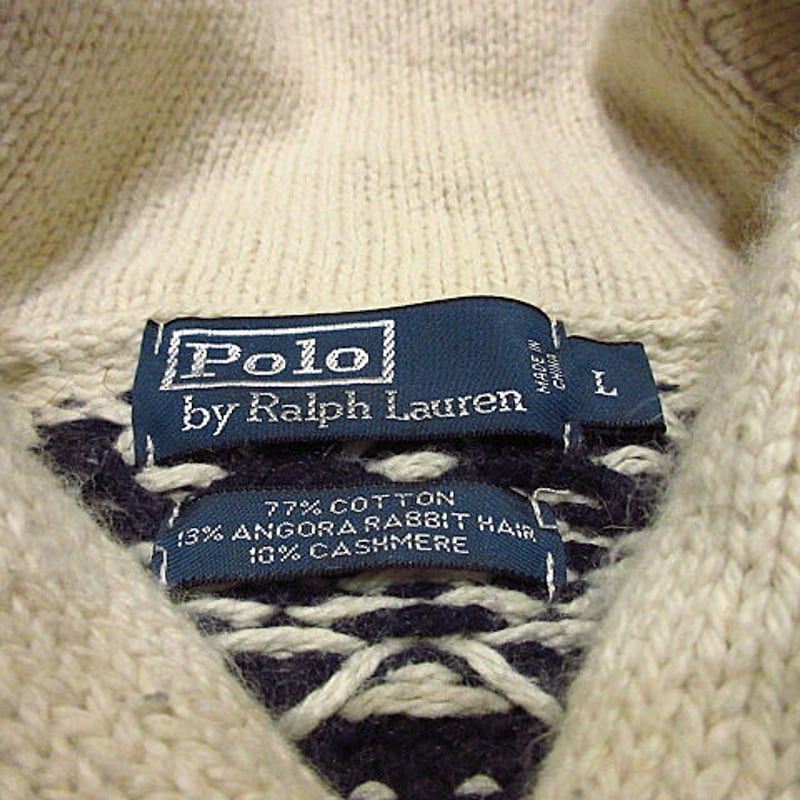 Polo
by Ralph Lauren
MADE IN
CHINA
L
77% COTTON
13% ANGORA RABBIT HAIR
10% CASHMERE